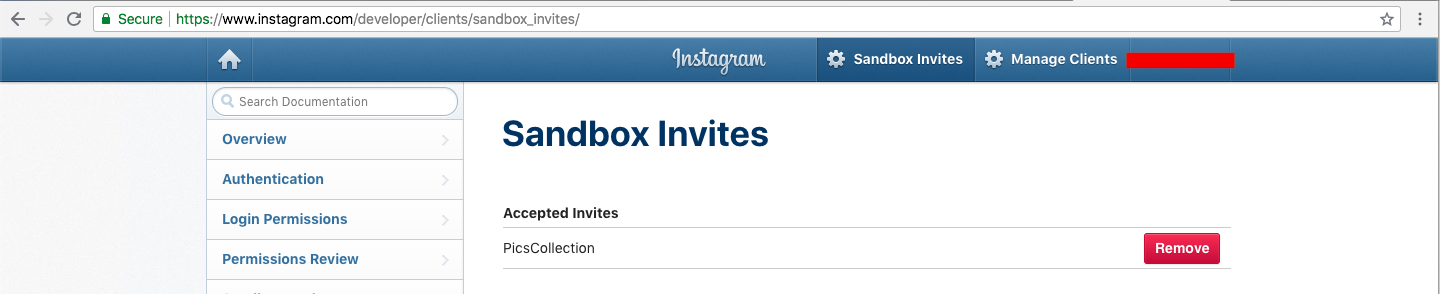 Secure https://www.instagram.com/developer/clients/sandbox_invites/
Instagram Sandbox Invites Manage Clients
Search Documentation
Overview
Authentication
Login Permissions
Permissions Review
Sandbox Invites
Accepted Invites
PicsCollection Remove